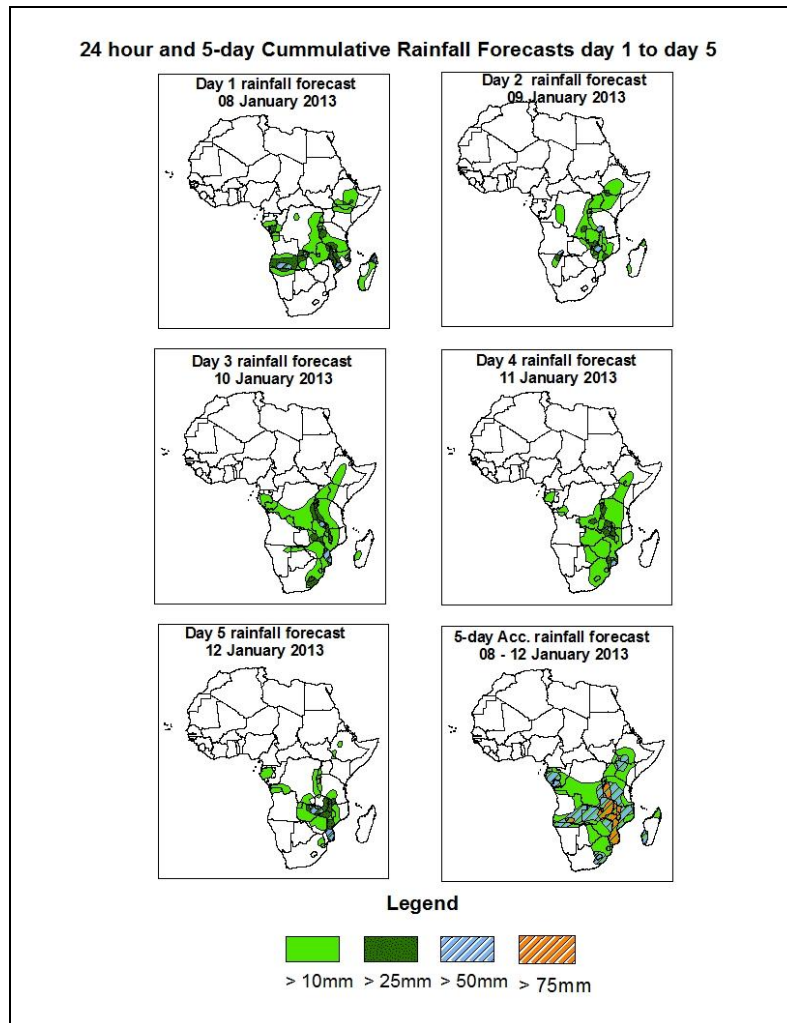 24 hour and 5-day Cummulative Rainfall Forecasts day 1 to day 5
Day 1 rainfall forecast
08 January 2013
Day 2 rainfall forecast
09 January 2013
Day 3 rainfall forecast
10 January 2013
Day 4 rainfall forecast
11 January 2013
Day 5 rainfall forecast
12 January 2013
5-day Acc. rainfall forecast
08 - 12 January 2013
Legend
> 10mm > 25mm > 50mm > 75mm